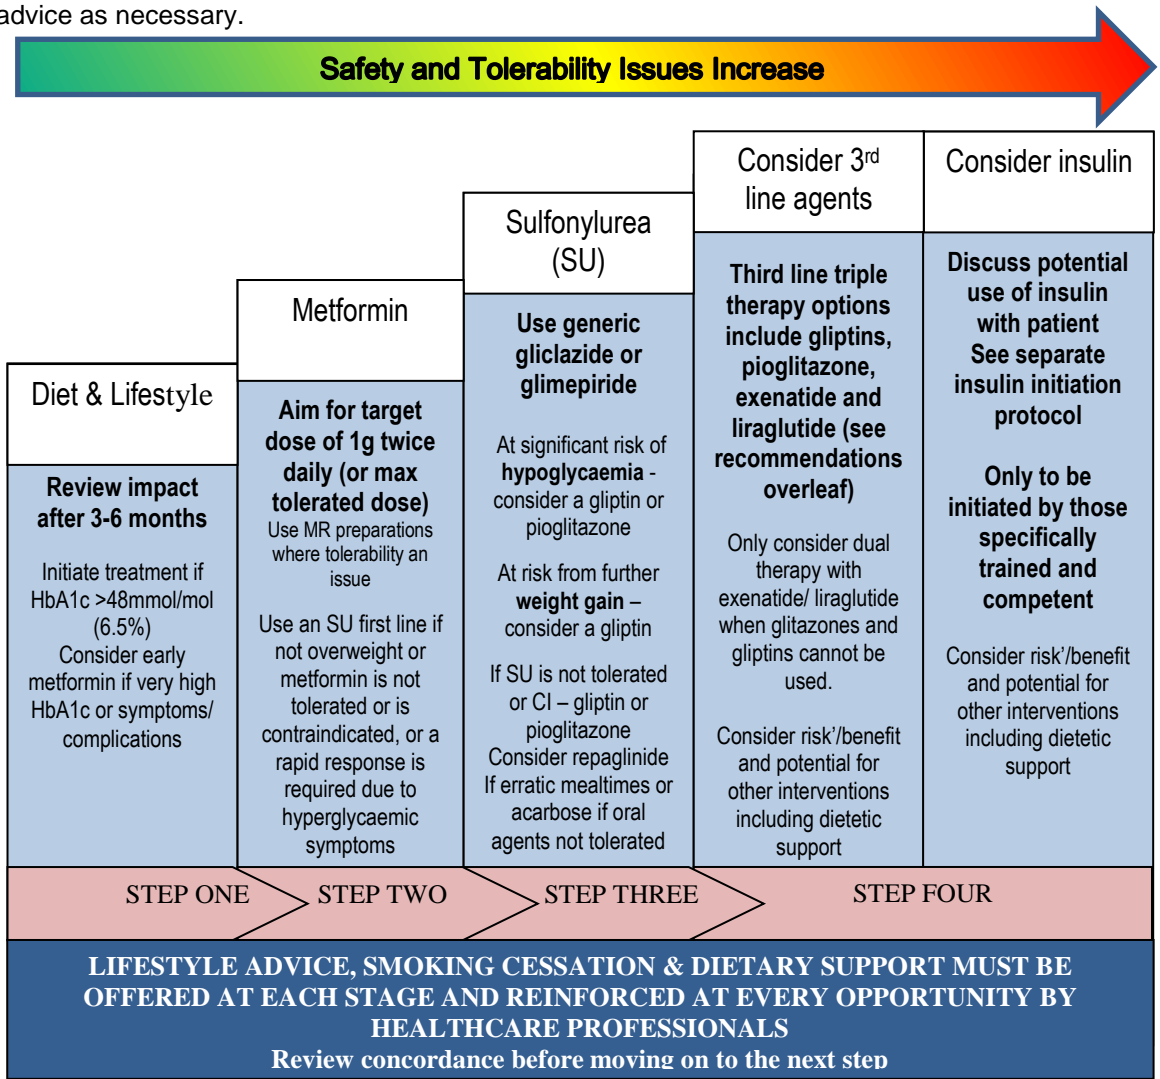 advice as necessary.
Safety and Tolerability Issues Increase
Diet & Lifestyle
Review impact
after 3-6 months
Initiate treatment if
HbA1c >48mmol/mol
(6.5%)
Consider early
metformin if very high
HbA1c or symptoms/
complications
Metformin
Aim for target
dose of 1g twice
daily (or max
tolerated dose)
Use MR preparations
where tolerability an
issue
Use an SU first line if
not overweight or
metformin is not
tolerated or is
contraindicated, or a
rapid response is
required due to
hyperglycaemic
symptoms
Sulfonylurea
(SU)
Use generic
gliclazide or
glimepiride
At significant risk of
hypoglycaemia -
consider a gliptin or
pioglitazone
At risk from further
weight gain –
consider a gliptin
If SU is not tolerated
or CI – gliptin or
pioglitazone
Consider repaglinide
If erratic mealtimes or
acarbose if oral
agents not tolerated
Consider 3rd
line agents
Third line triple
therapy options
include gliptins,
pioglitazone,
exenatide and
liraglutide (see
recommendations
overleaf)
Only consider dual
therapy with
exenatide/ liraglutide
when glitazones and
gliptins cannot be
used.
Consider risk'/benefit
and potential for
other interventions
including dietetic
support
Consider insulin
Discuss potential
use of insulin
with patient
See separate
insulin initiation
protocol
Only to be
initiated by those
specifically
trained and
competent
Consider risk'/benefit
and potential for
other interventions
including dietetic
support
STEP ONE
STEP TWO
STEP THREE
STEP FOUR
LIFESTYLE ADVICE, SMOKING CESSATION & DIETARY SUPPORT MUST BE
OFFERED AT EACH STAGE AND REINFORCED AT EVERY OPPORTUNITY BY
HEALTHCARE PROFESSIONALS
Review concordance before moving on to the next step